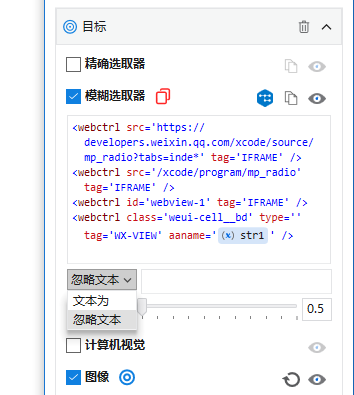 目标
精确选取器
模糊选取器
<webctrl src='https://
developers.weixin.qq.com/xcode/source/
mp_radio?tabs=inde*' tag='IFRAME' />
<webctrl src='/xcode/program/mp_radio'
tag='IFRAME' />
<webctrl id='webview-1' tag='IFRAME' />
<webctrl class='weui-cell__bd' type=''
tag='WX-VIEW' aaname=' (x) str1 ' />
忽略文本
文本为
忽略文本
0.5
计算机视觉
图像